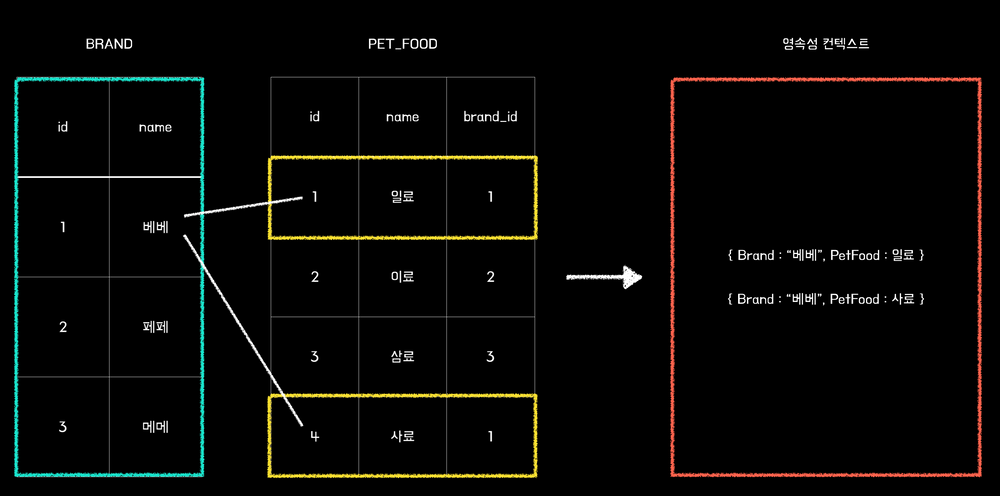 BRAND
id name
1 베베
2 페페
3 메메
PET_FOOD
id name brand_id
1 일료 1
2 이료 2
3 삼료 3
4 사료 1
영속성 컨텍스트
{ Brand : “베베”, PetFood : 일료 }
{ Brand : “베베”, PetFood : 사료 }